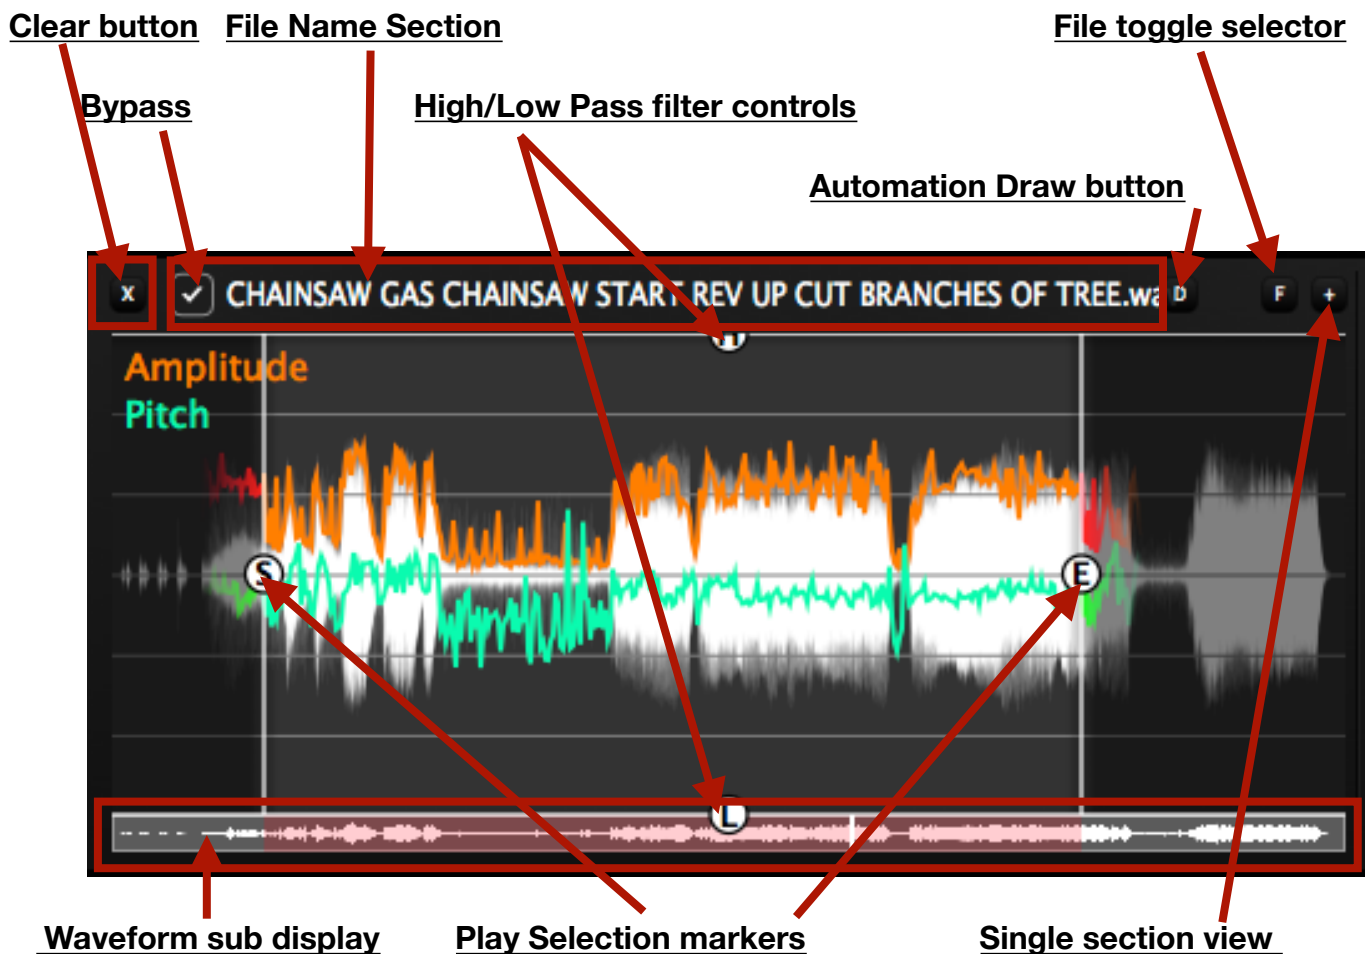 Clear button
File Name Section
File toggle selector
Bypass
High/Low Pass filter controls
Automation Draw button
X
CHAINSAW GAS CHAINSAW START REV UP CUT BRANCHES OF TREE.wa
D
F
+
H
Amplitude
Pitch
S
E
L
Waveform sub display
Play Selection markers
Single section view